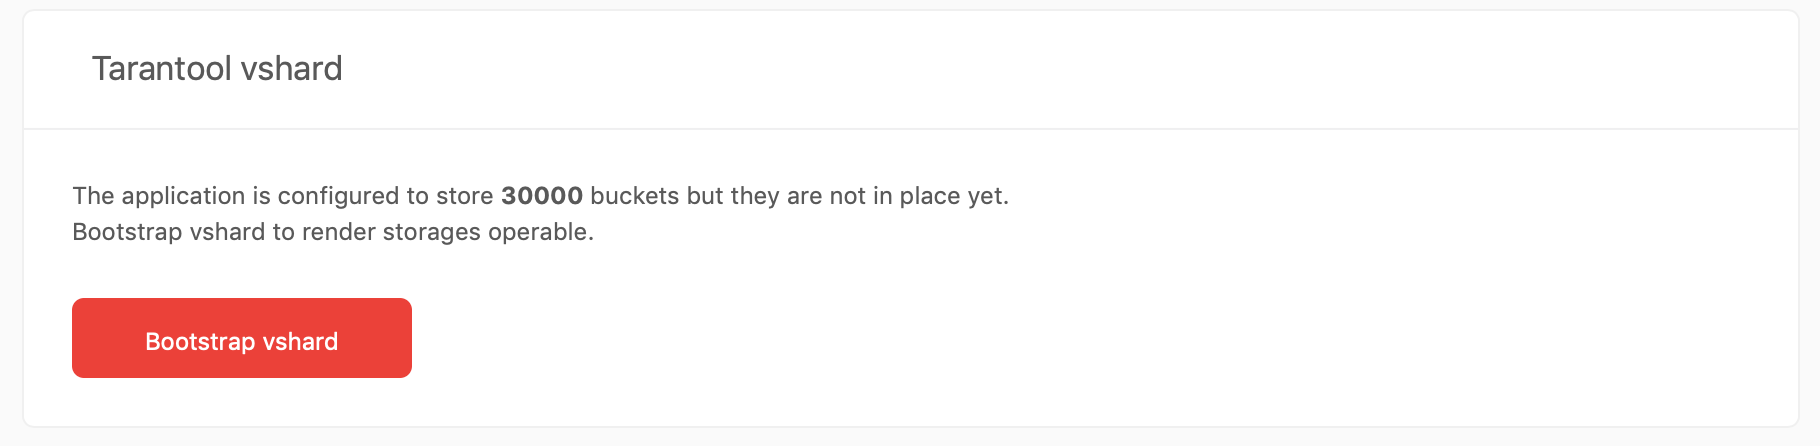 Tarantool vshard
The application is configured to store 30000 buckets but they are not in place yet.
Bootstrap vshard to render storages operable.
Bootstrap vshard